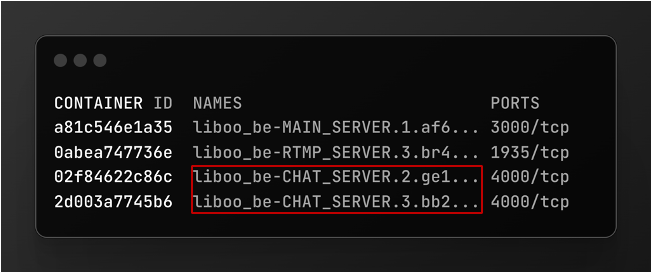 CONTAINER ID NAMES PORTS
a81c546e1a35 liboo_be-MAIN_SERVER.1.af6... 3000/tcp
0abea747736e liboo_be-RTMP_SERVER.3.br4... 1935/tcp
02f84622c86c liboo_be-CHAT_SERVER.2.ge1... 4000/tcp
2d003a7745b6 liboo_be-CHAT_SERVER.3.bb2... 4000/tcp